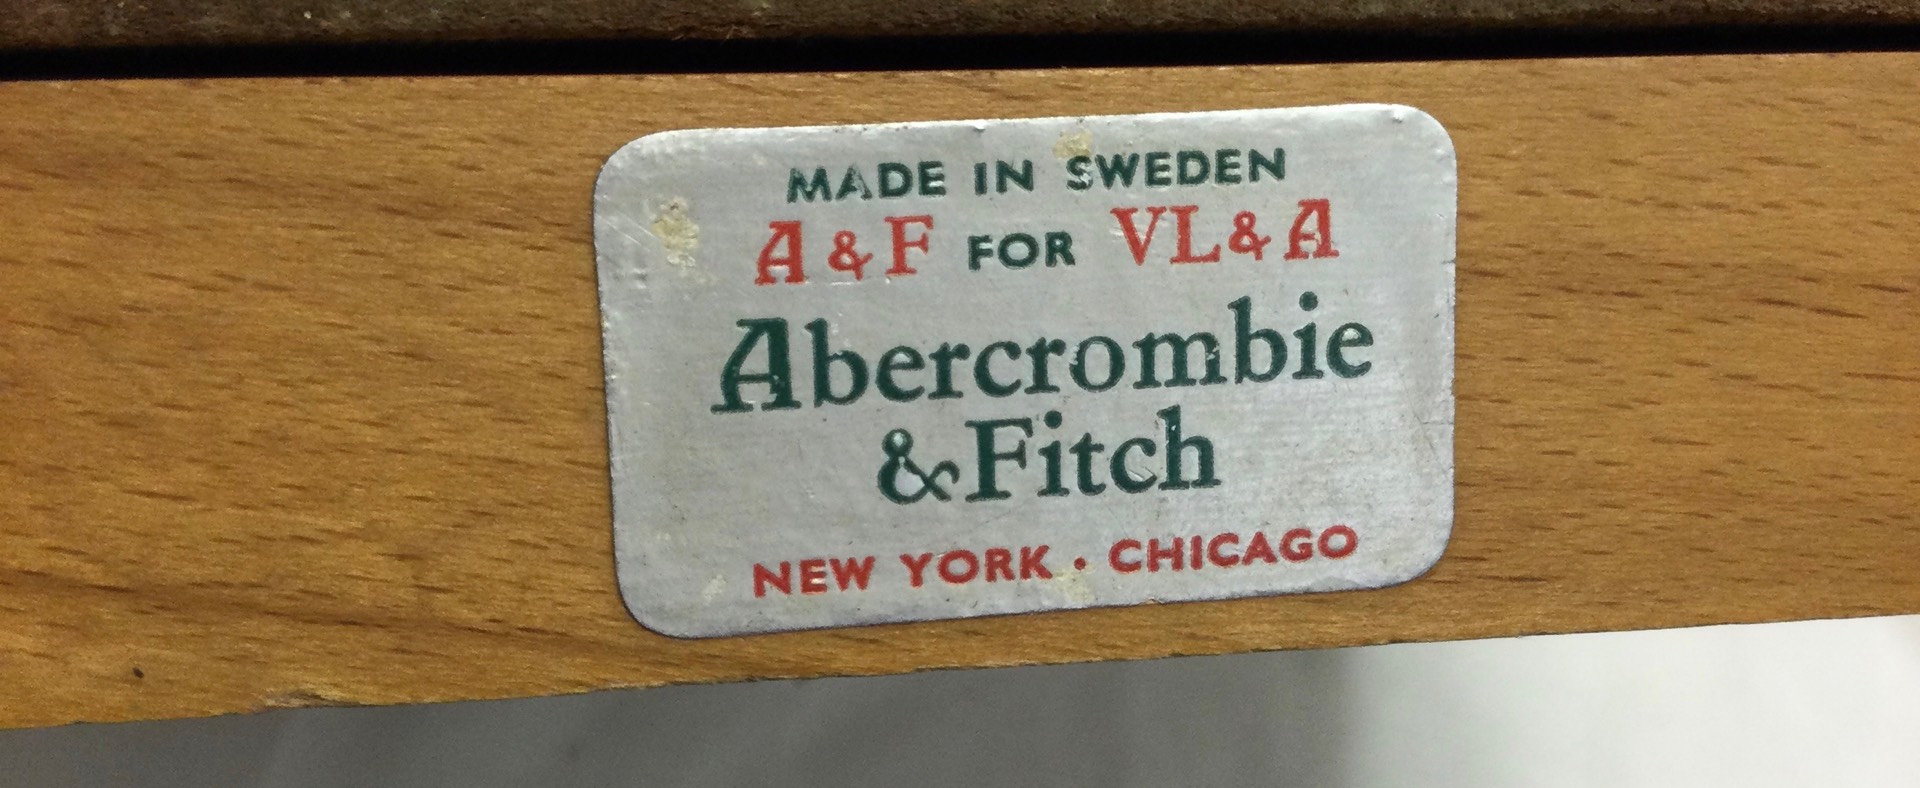 MADE IN SWEDEN
A & F FOR VL & A
Abercrombie
& Fitch
NEW YORK · CHICAGO